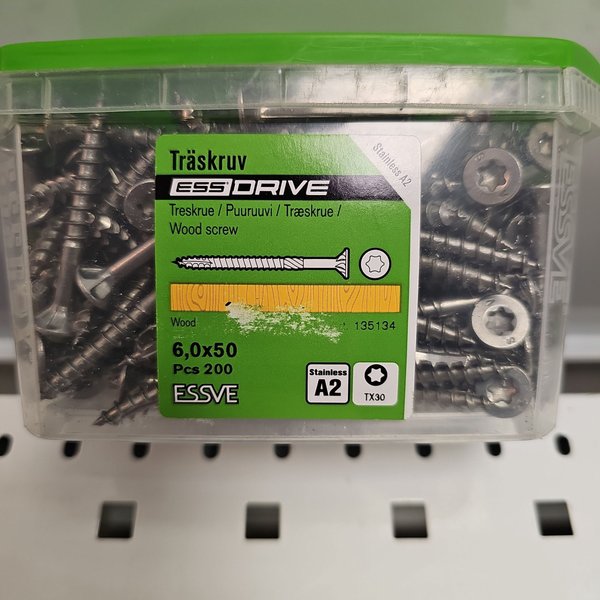 Träskruv
Stainless A2
ESSDRIVE
Treskrue / Puuruuvi / Træskrue /
Wood screw
Wood
135134
6,0x50
Pcs 200
ESSVE
Stainless
A2
TX30
ESSVE